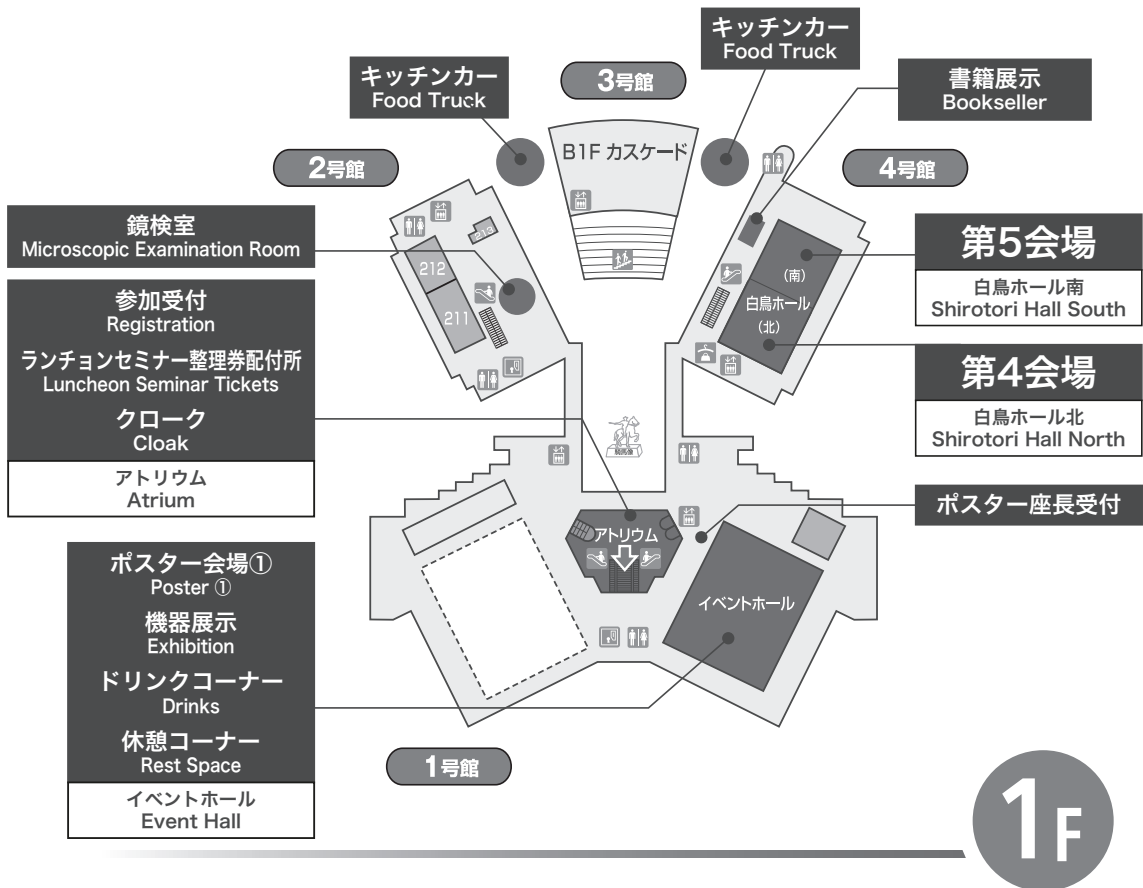 キッチンカー
Food Truck
キッチンカー
Food Truck
3号館
書籍展示
Bookseller
B1F カスケード
2号館
4号館
鏡検室
Microscopic Examination Room
213
212
211
第5会場
白鳥ホール南
Shirotori Hall South
(南)
白鳥ホール
(北)
第4会場
白鳥ホール北
Shirotori Hall North
参加受付
Registration
ランチョンセミナー整理券配付所
Luncheon Seminar Tickets
クローク
Cloak
アトリウム
Atrium
騎馬像
ポスター座長受付
アトリウム
イベントホール
ポスター会場①
Poster ①
機器展示
Exhibition
ドリンクコーナー
Drinks
休憩コーナー
Rest Space
イベントホール
Event Hall
1号館
1F